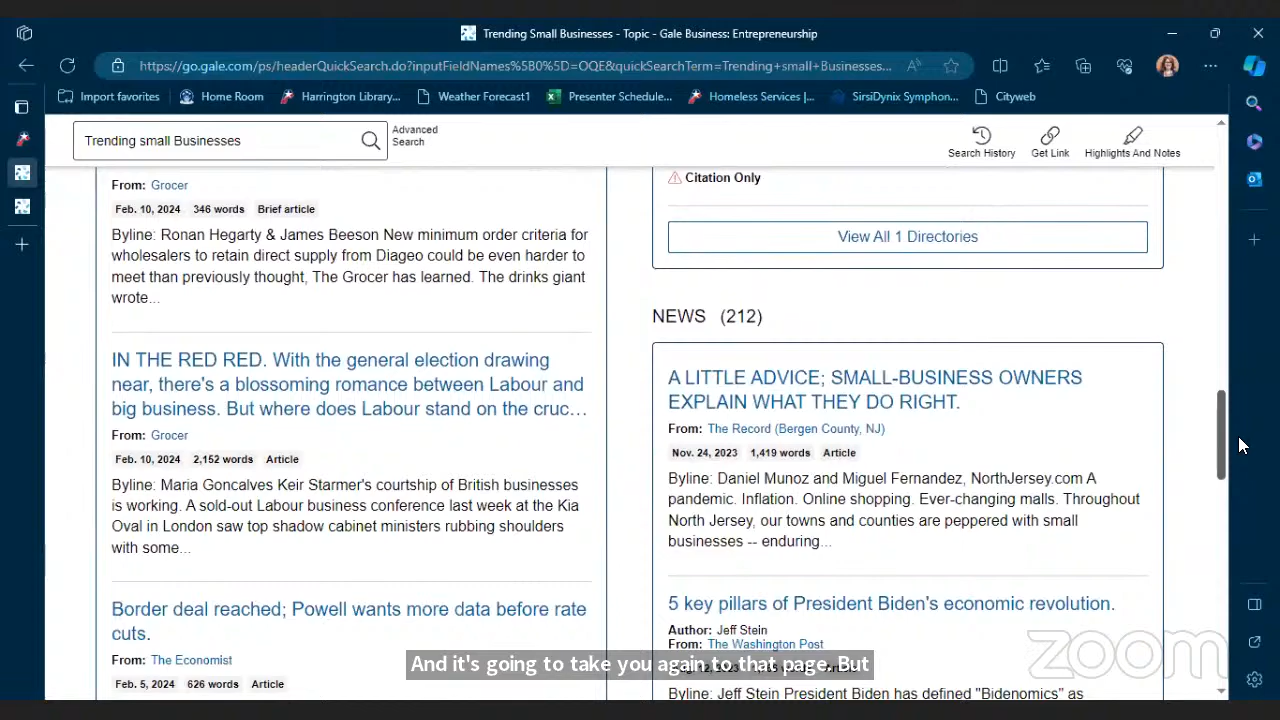 Trending Small Businesses - Topic - Gale Business: Entrepreneurship
https://go.gale.com/ps/headerQuickSearch.do?inputFieldNames%5B0%5D=OQE&quickSearchTerm=Trending+small+Businesses...
Import favorites
Home Room
Harrington Library...
Weather Forecast1
Presenter Schedule...
Homeless Services |...
SirsiDynix Symphon...
Cityweb
Trending small Businesses
Advanced
Search
Search History
Get Link
Highlights And Notes
From: Grocer
Feb. 10, 2024 346 words Brief article
Byline: Ronan Hegarty & James Beeson New minimum order criteria for
wholesalers to retain direct supply from Diageo could be even harder to
meet than previously thought, The Grocer has learned. The drinks giant
wrote...
IN THE RED RED. With the general election drawing
near, there's a blossoming romance between Labour and
big business. But where does Labour stand on the cruc...
From: Grocer
Feb. 10, 2024 2,152 words Article
Byline: Maria Goncalves Keir Starmer's courtship of British businesses
is working. A sold-out Labour business conference last week at the Kia
Oval in London saw top shadow cabinet ministers rubbing shoulders
with some...
Border deal reached; Powell wants more data before rate
cuts.
From: The Economist
Feb. 5, 2024 626 words Article
Citation Only
View All 1 Directories
NEWS (212)
A LITTLE ADVICE; SMALL-BUSINESS OWNERS
EXPLAIN WHAT THEY DO RIGHT.
From: The Record (Bergen County, NJ)
Nov. 24, 2023 1,419 words Article
Byline: Daniel Munoz and Miguel Fernandez, NorthJersey.com A
pandemic. Inflation. Online shopping. Ever-changing malls. Throughout
North Jersey, our towns and counties are peppered with small
businesses -- enduring...
5 key pillars of President Biden's economic revolution.
Author: Jeff Stein
From: The Washington Post
Byline: Jeff Stein President Biden has defined "Bidenomics" as
And it's going to take you again to that page. But
zoom